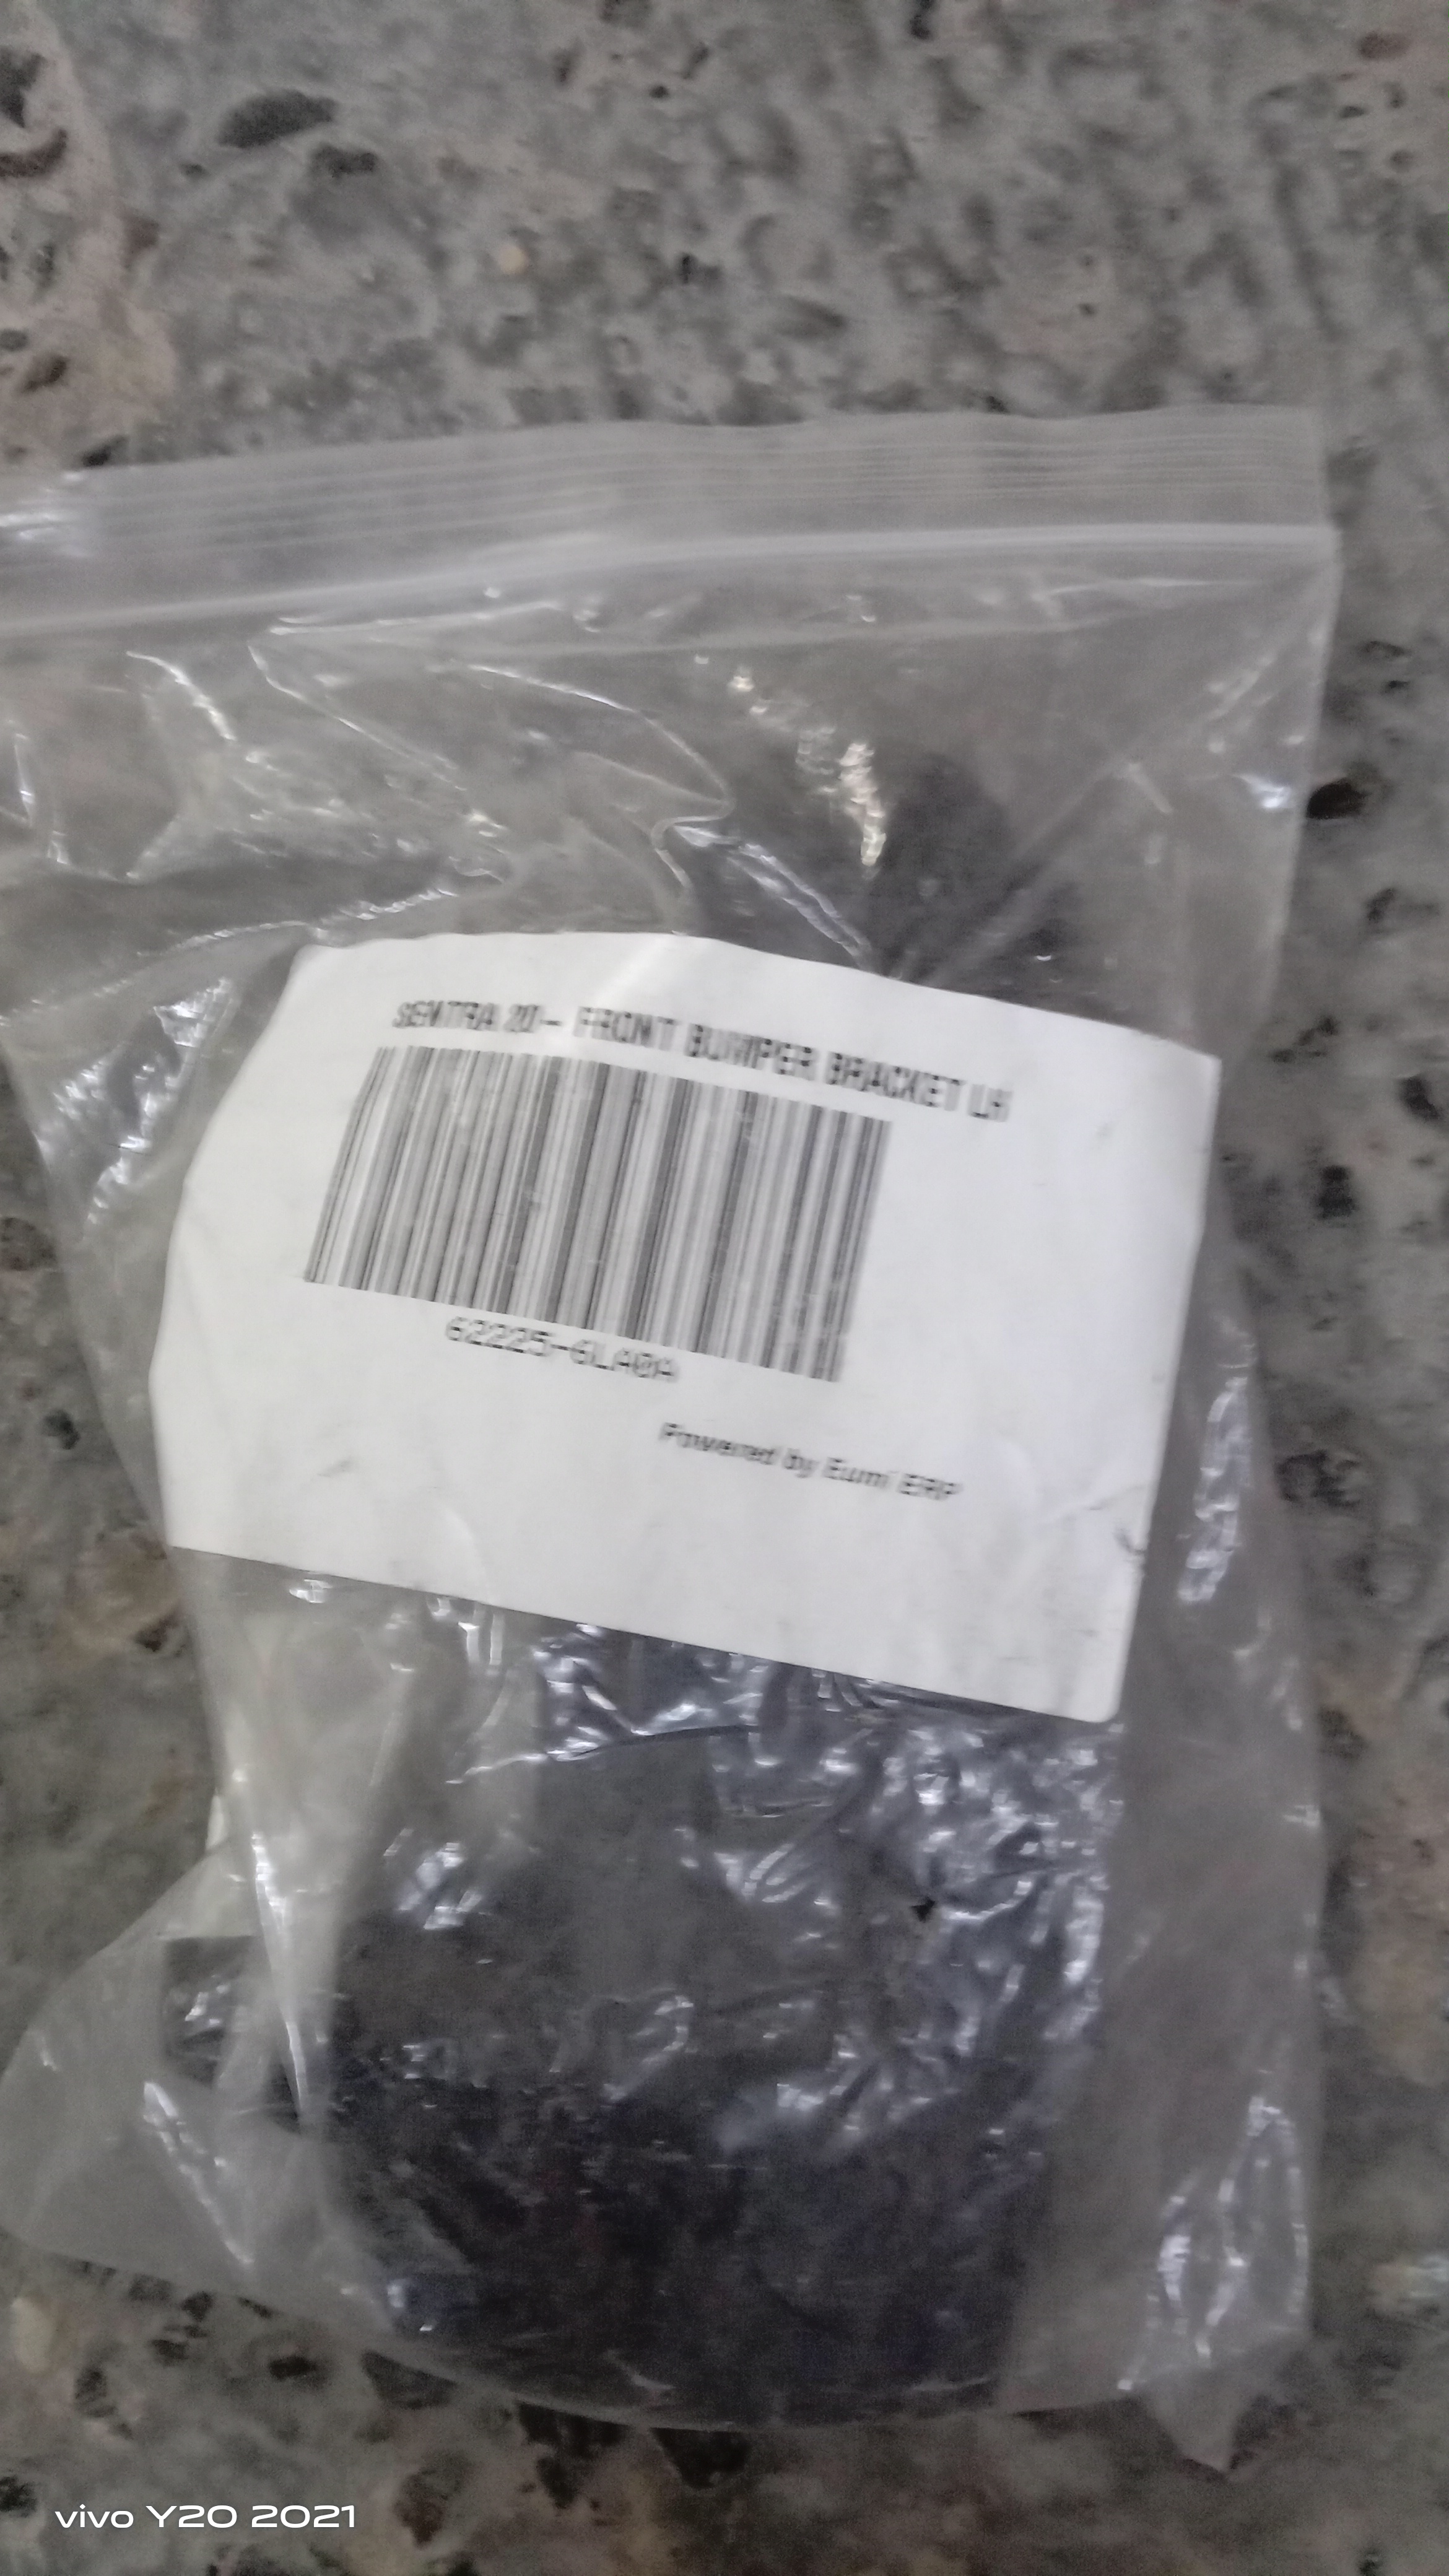 SENTRA 20- FRONT BUMPER BRACKET LH
62225-6LA0A
Powered by Eumi ERP
vivo Y20 2021